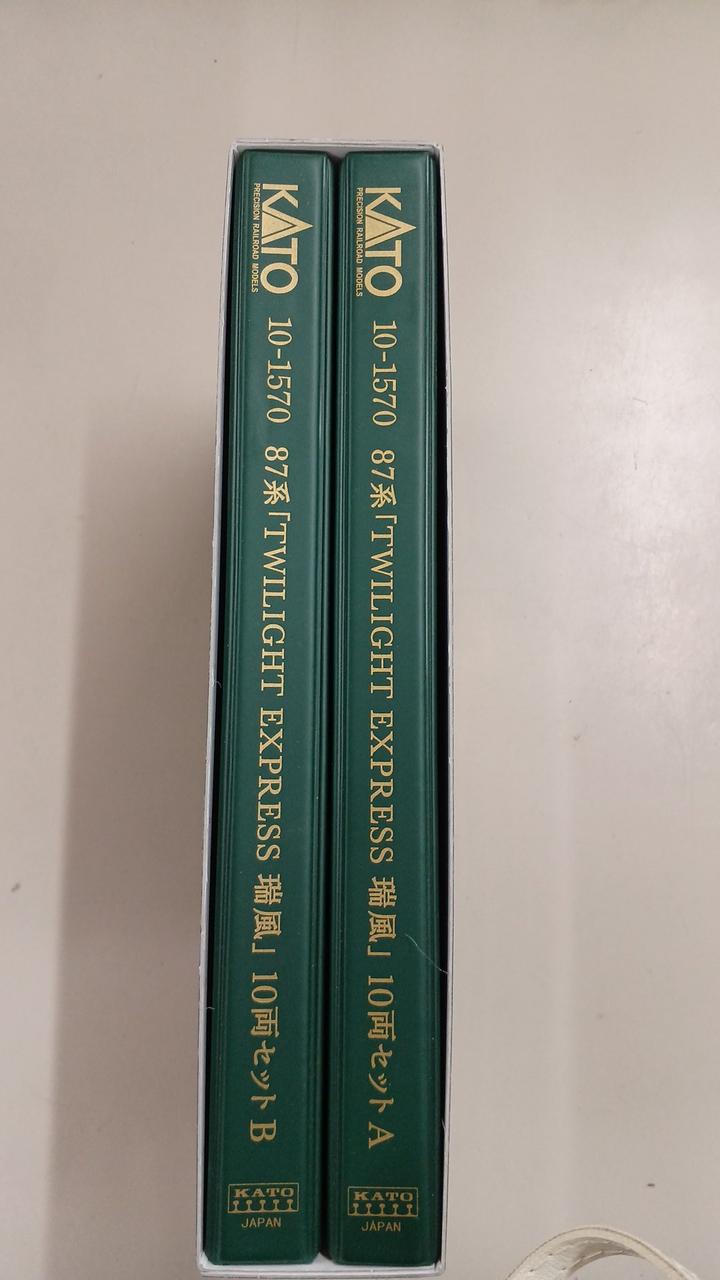 KATO
PRECISION RAILROAD MODELS
10-1570 87系「TWILIGHT EXPRESS 瑞風」10両セット A
KATO
JAPAN
KATO
PRECISION RAILROAD MODELS
10-1570 87系「TWILIGHT EXPRESS 瑞風」10両セット B
KATO
JAPAN